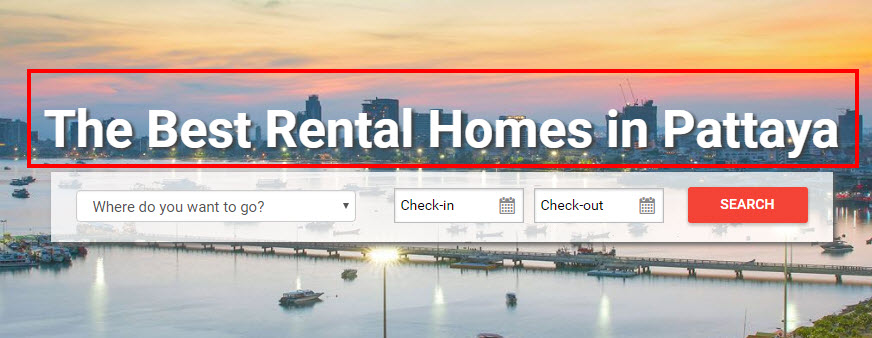 The Best Rental Homes in Pattaya
Where do you want to go?
Check-in
Check-out
SEARCH